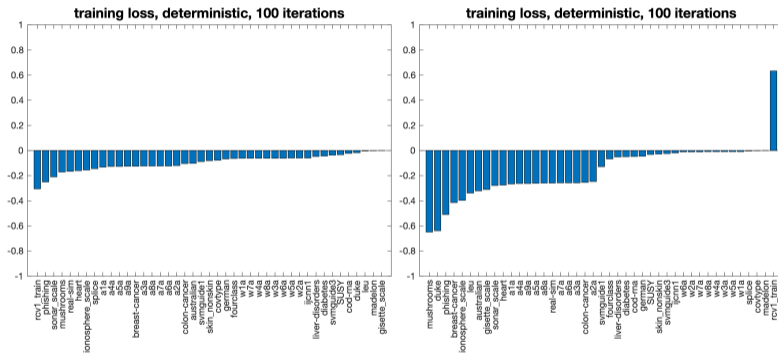 training loss, deterministic, 100 iterations
1
0.8
0.6
0.4
0.2
0
-0.2
-0.4
-0.6
-0.8
-1
rcv1_train
phishing
sonar_scale
mushrooms
real-sim
heart
ionosphere_scale
splice
a1a
a4a
a5a
a9a
breast-cancer
a3a
a8a
a7a
a6a
a2a
colon-cancer
australian
svmguide1
skin_nonskin
covtype
german
fourclass
w1a
w7a
w4a
w8a
w3a
w6a
w5a
w2a
ijcnn1
liver-disorders
diabetes
svmguide3
SUSY
cod-rna
duke
leu
madelon
gisette_scale
training loss, deterministic, 100 iterations
1
0.8
0.6
0.4
0.2
0
-0.2
-0.4
-0.6
-0.8
-1
mushrooms
duke
phishing
breast-cancer
ionosphere_scale
leu
australian
gisette_scale
sonar_scale
heart
a1a
a4a
a9a
a5a
a8a
real-sim
a7a
a3a
a6a
colon-cancer
a2a
svmguide1
fourclass
liver-disorders
diabetes
cod-rna
german
SUSY
skin_nonskin
svmguide3
ijcnn1
w6a
w2a
w7a
w8a
w4a
w3a
w5a
w1a
splice
covtype
madelon
rcv1_train